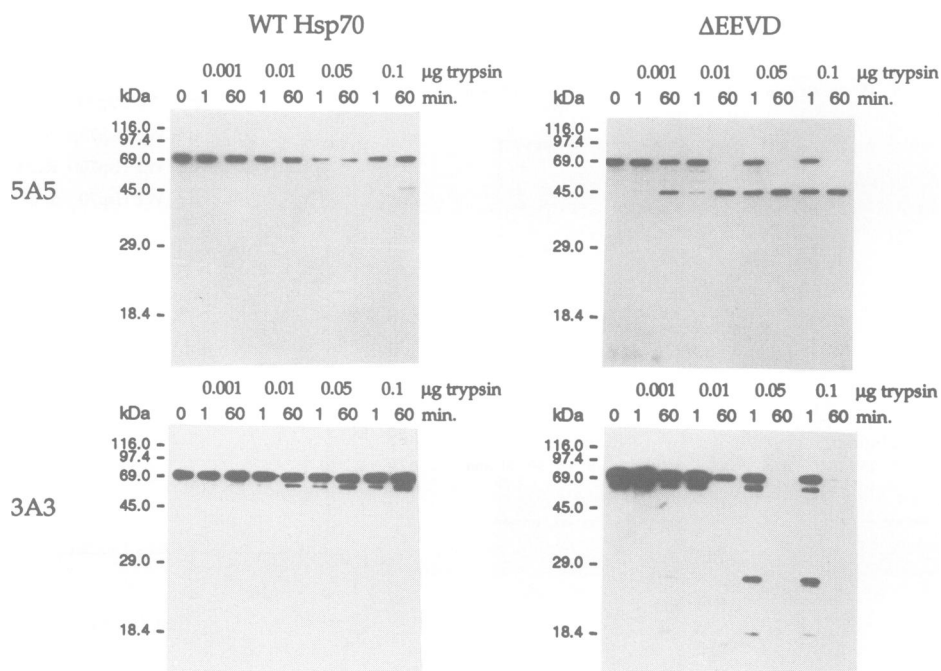 WT Hsp70
ΔEEVD
0.001 0.01 0.05 0.1 µg trypsin
kDa 0 1 60 1 60 1 60 1 60 min.
116.0 -
97.4 -
69.0 -
45.0 -
29.0 -
18.4 -
5A5
0.001 0.01 0.05 0.1 µg trypsin
kDa 0 1 60 1 60 1 60 1 60 min.
116.0 -
97.4 -
69.0 -
45.0 -
29.0 -
18.4 -
0.001 0.01 0.05 0.1 µg trypsin
kDa 0 1 60 1 60 1 60 1 60 min.
116.0 -
97.4 -
69.0 -
45.0 -
29.0 -
18.4 -
3A3
0.001 0.01 0.05 0.1 µg trypsin
kDa 0 1 60 1 60 1 60 1 60 min.
116.0 -
97.4 -
69.0 -
45.0 -
29.0 -
18.4 -